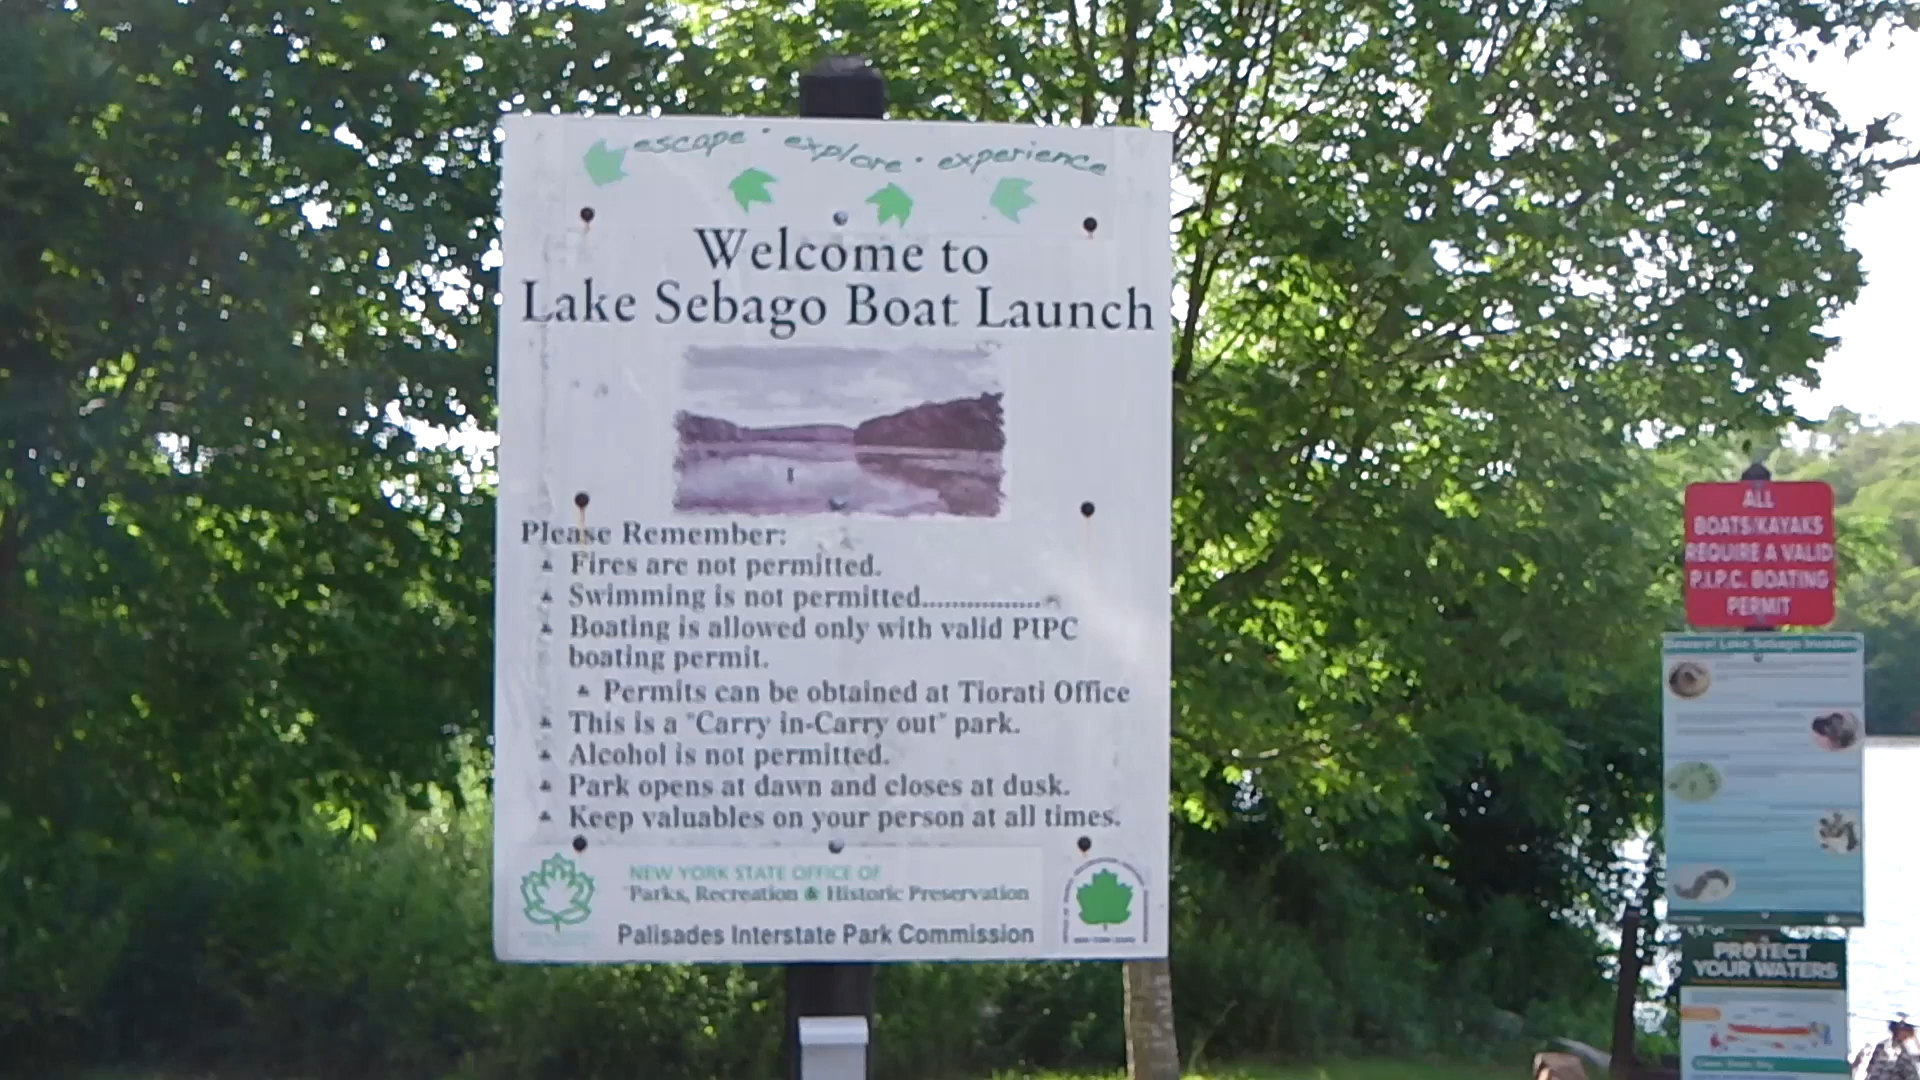 escape · explore · experience
Welcome to
Lake Sebago Boat Launch
Please Remember:
Fires are not permitted.
Swimming is not permitted................
Boating is allowed only with valid PIPC
boating permit.
Permits can be obtained at Tiorati Office
This is a "Carry in-Carry out" park.
Alcohol is not permitted.
Park opens at dawn and closes at dusk.
Keep valuables on your person at all times.
NEW YORK STATE OFFICE OF
Parks, Recreation & Historic Preservation
Palisades Interstate Park Commission
ALL
BOATS/KAYAKS
REQUIRE A VALID
P.I.P.C. BOATING
PERMIT
Lake Sebago
PROTECT
YOUR WATERS